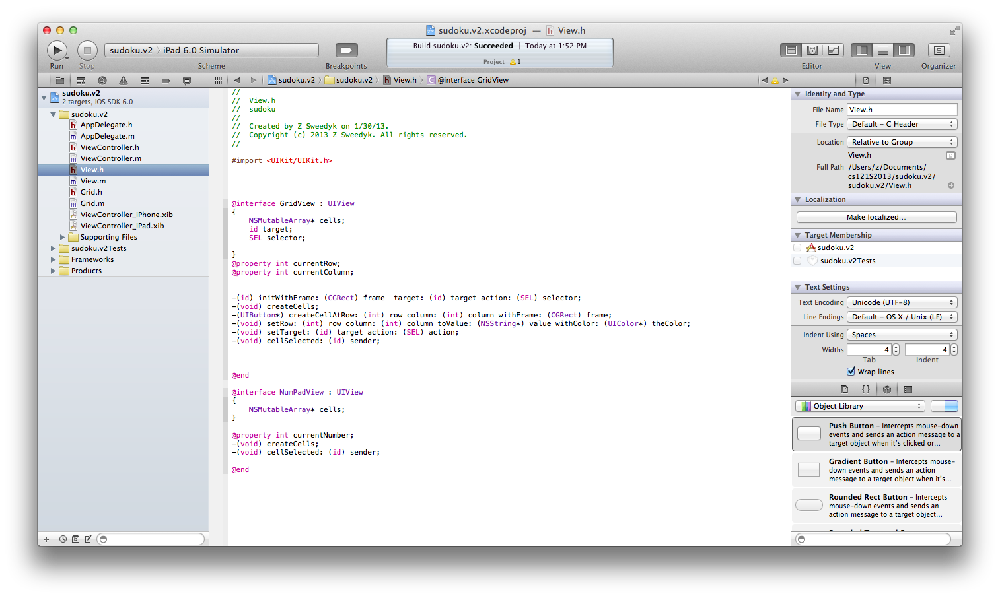 sudoku.v2.xcodeproj — View.h
sudoku.v2 〉 iPad 6.0 Simulator
Build sudoku.v2: Succeeded | Today at 1:52 PM
Project 1
Run Stop Scheme Breakpoints Editor View Organizer
sudoku.v2 〉 sudoku.v2 〉 View.h 〉 C @interface GridView
sudoku.v2
2 targets, iOS SDK 6.0
sudoku.v2
h AppDelegate.h
m AppDelegate.m
h ViewController.h
m ViewController.m
h View.h
m View.m
h Grid.h
m Grid.m
ViewController_iPhone.xib
ViewController_iPad.xib
Supporting Files
sudoku.v2Tests
Frameworks
Products
//
//  View.h
//  sudoku
//
//  Created by Z Sweedyk on 1/30/13.
//  Copyright (c) 2013 Z Sweedyk. All rights reserved.
//
#import <UIKit/UIKit.h>
@interface GridView : UIView
{
    NSMutableArray* cells;
    id target;
    SEL selector;
}
@property int currentRow;
@property int currentColumn;
-(id) initWithFrame: (CGRect) frame  target: (id) target action: (SEL) selector;
-(void) createCells;
-(UIButton*) createCellAtRow: (int) row column: (int) column withFrame: (CGRect) frame;
-(void) setRow: (int) row column: (int) column toValue: (NSString*) value withColor: (UIColor*) theColor;
-(void) setTarget: (id) target action: (SEL) action;
-(void) cellSelected: (id) sender;
@end
@interface NumPadView : UIView
{
    NSMutableArray* cells;
}
@property int currentNumber;
-(void) createCells;
-(void) cellSelected: (id) sender;
@end
Identity and Type
File Name View.h
File Type Default - C Header
Location Relative to Group
View.h
Full Path /Users/z/Documents/
cs121S2013/sudoku.v2/
sudoku.v2/View.h
Localization
Make localized...
Target Membership
sudoku.v2
sudoku.v2Tests
Text Settings
Text Encoding Unicode (UTF-8)
Line Endings Default - OS X / Unix (LF)
Indent Using Spaces
Widths 4 4
Tab Indent
Wrap lines
{}
Object Library
Push Button - Intercepts mouse-down
events and sends an action message to a
target object when it's clicked or...
Gradient Button - Intercepts mouse-
down events and sends an action
message to a target object when it's...
Rounded Rect Button - Intercepts
mouse-down events and sends an
action message to a target object...